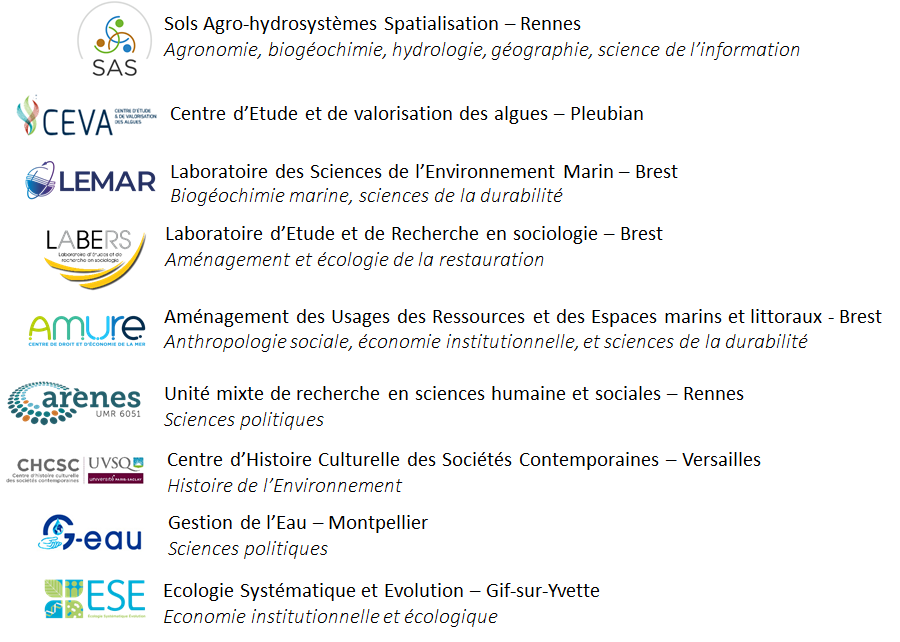 SAS
Sols Agro-hydrosystèmes Spatialisation – Rennes
Agronomie, biogéochimie, hydrologie, géographie, science de l’information
CEVA
CENTRE D’ÉTUDE
& DE VALORISATION
DES ALGUES
Centre d’Etude et de valorisation des algues – Pleubian
LEMAR
Laboratoire des Sciences de l’Environnement Marin – Brest
Biogéochimie marine, sciences de la durabilité
LABERS
Laboratoire d’études et de
recherche en sociologie
Laboratoire d’Etude et de Recherche en sociologie – Brest
Aménagement et écologie de la restauration
AMURE
CENTRE DE DROIT ET D’ÉCONOMIE DE LA MER
Aménagement des Usages des Ressources et des Espaces marins et littoraux - Brest
Anthropologie sociale, économie institutionnelle, et sciences de la durabilité
arènes
UMR 6051
Unité mixte de recherche en sciences humaine et sociales – Rennes
Sciences politiques
CHCSC
Centre d’histoire culturelle
des sociétés contemporaines
UVSQ
université PARIS-SACLAY
Centre d’Histoire Culturelle des Sociétés Contemporaines – Versailles
Histoire de l’Environnement
G-eau
Gestion de l’Eau – Montpellier
Sciences politiques
ESE
Ecologie Systématique Evolution
Ecologie Systématique et Evolution – Gif-sur-Yvette
Economie institutionnelle et écologique